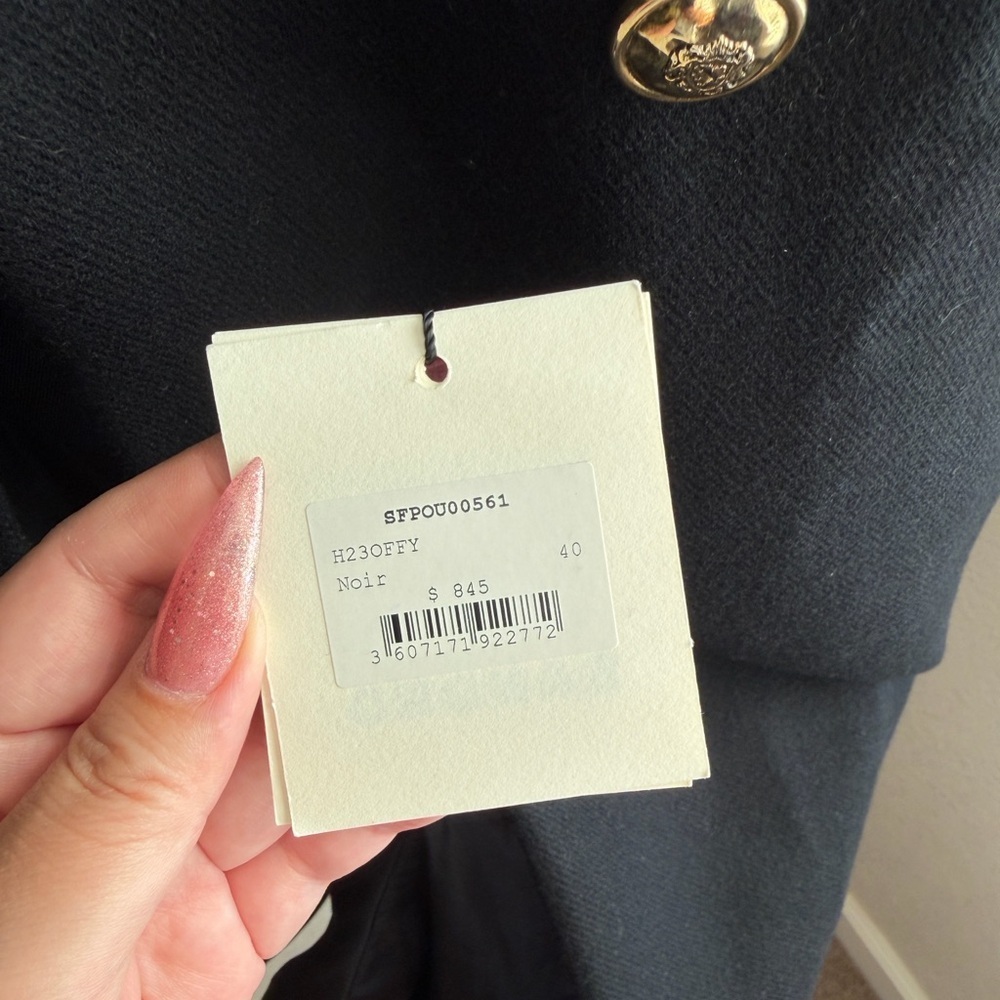 SFPOU00561
H23OFFY
40
Noir
$ 845
3 607171 922772